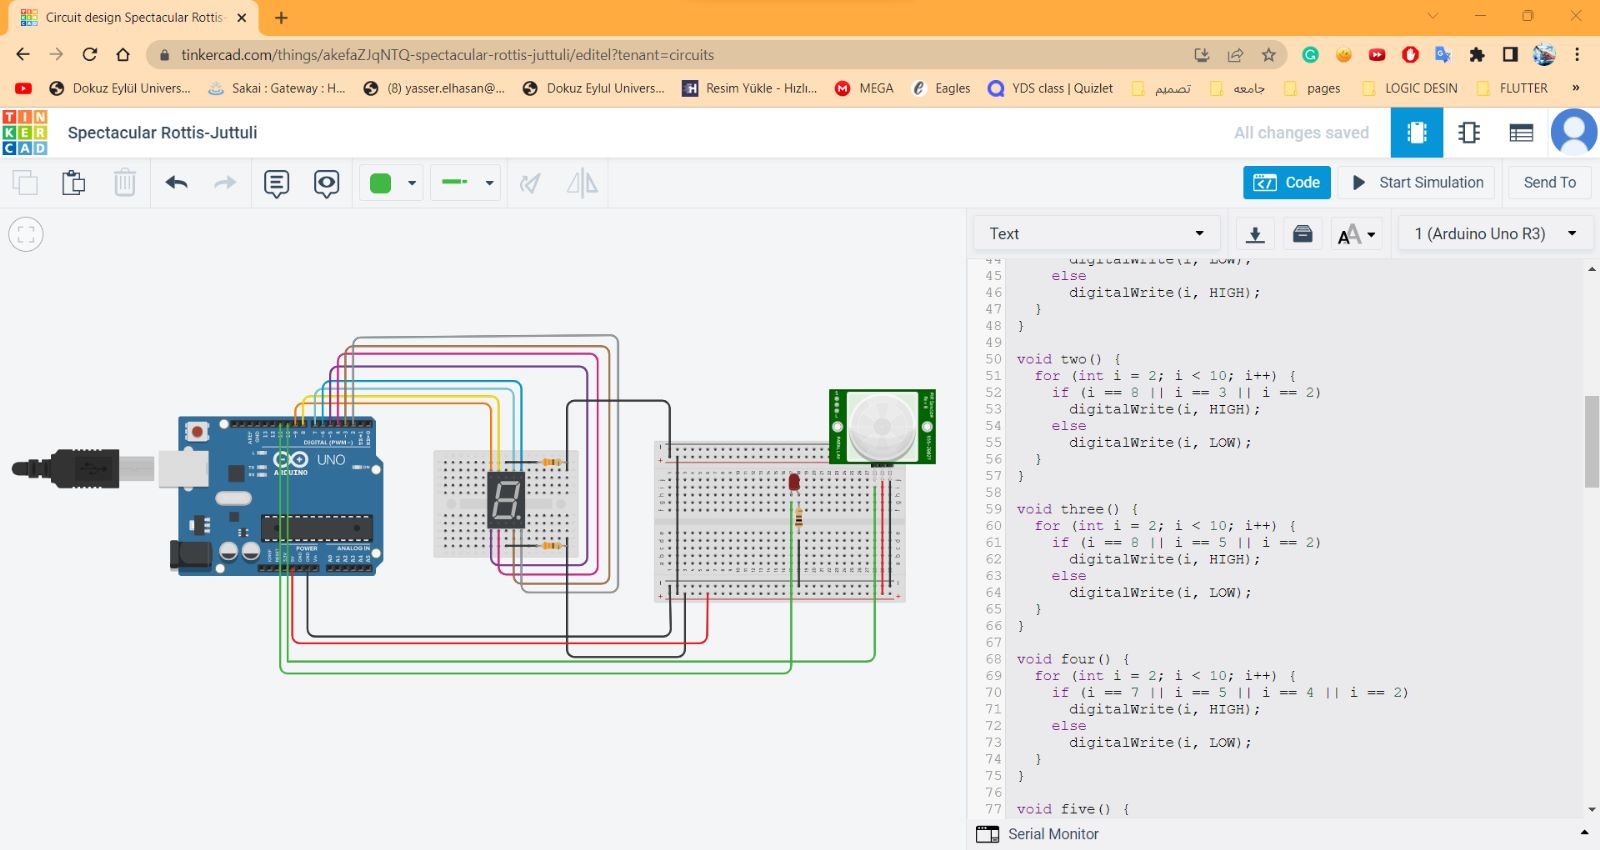 Circuit design Spectacular Rottis-
tinkercad.com/things/akefaZJqNTQ-spectacular-rottis-juttuli/editel?tenant=circuits
Dokuz Eylül Univers... Sakai : Gateway : H... (8) yasser.elhasan@... Dokuz Eylul Univers... Resim Yükle - Hızlı... MEGA Eagles YDS class | Quizlet تصميم جامعه pages LOGIC DESIN FLUTTER »
TIN
KER
CAD
Spectacular Rottis-Juttuli
All changes saved
Code Start Simulation Send To
Text
1 (Arduino Uno R3)
44 digitalWrite(i, LOW);
45 else
46 digitalWrite(i, HIGH);
47 }
48 }
49
50 void two() {
51 for (int i = 2; i < 10; i++) {
52 if (i == 8 || i == 3 || i == 2)
53 digitalWrite(i, HIGH);
54 else
55 digitalWrite(i, LOW);
56 }
57 }
58
59 void three() {
60 for (int i = 2; i < 10; i++) {
61 if (i == 8 || i == 5 || i == 2)
62 digitalWrite(i, HIGH);
63 else
64 digitalWrite(i, LOW);
65 }
66 }
67
68 void four() {
69 for (int i = 2; i < 10; i++) {
70 if (i == 7 || i == 5 || i == 4 || i == 2)
71 digitalWrite(i, HIGH);
72 else
73 digitalWrite(i, LOW);
74 }
75 }
76
77 void five() {
Serial Monitor
DIGITAL (PWM~)
UNO
ARDUINO
POWER ANALOG IN